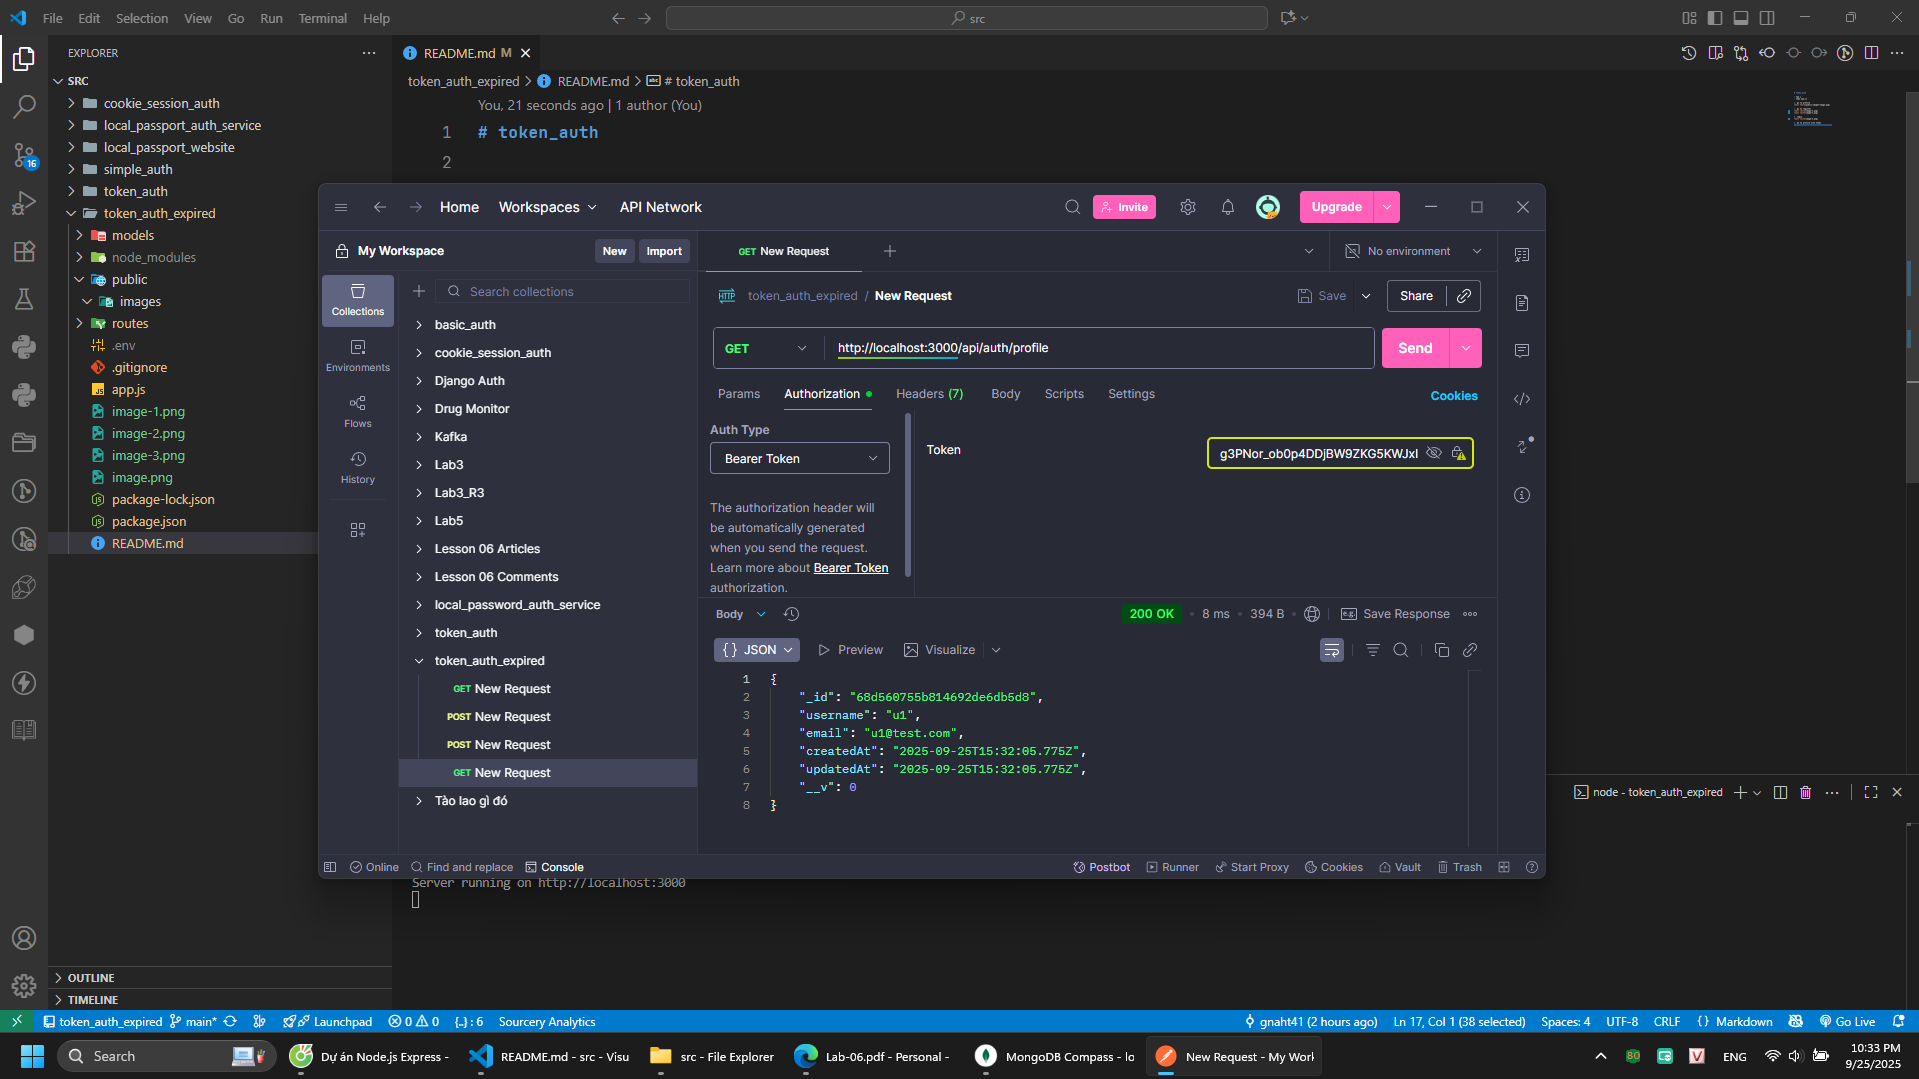 File Edit Selection View Go Run Terminal Help
src
EXPLORER
SRC
cookie_session_auth
local_passport_auth_service
local_passport_website
simple_auth
token_auth
token_auth_expired
models
node_modules
public
images
routes
.env
.gitignore
app.js
image-1.png
image-2.png
image-3.png
image.png
package-lock.json
package.json
README.md
OUTLINE
TIMELINE
16
README.md M
token_auth_expired > README.md > # token_auth
You, 21 seconds ago | 1 author (You)
1 # token_auth
2
Home Workspaces API Network
Invite
Upgrade
My Workspace
New Import
GET New Request
No environment
Collections
Environments
Flows
History
Search collections
basic_auth
cookie_session_auth
Django Auth
Drug Monitor
Kafka
Lab3
Lab3_R3
Lab5
Lesson 06 Articles
Lesson 06 Comments
local_password_auth_service
token_auth
token_auth_expired
GET New Request
POST New Request
POST New Request
GET New Request
Tào lao gì đó
HTTP token_auth_expired / New Request
Save Share
GET http://localhost:3000/api/auth/profile Send
Params Authorization Headers (7) Body Scripts Settings Cookies
Auth Type
Bearer Token
The authorization header will
be automatically generated
when you send the request.
Learn more about Bearer Token
authorization.
Token
g3PNor_ob0p4DDjBW9ZKG5KWJxI
Body 200 OK • 8 ms • 394 B • e.g. Save Response
{} JSON Preview Visualize
1 {
2 "_id": "68d560755b814692de6db5d8",
3 "username": "u1",
4 "email": "u1@test.com",
5 "createdAt": "2025-09-25T15:32:05.775Z",
6 "updatedAt": "2025-09-25T15:32:05.775Z",
7 "__v": 0
8 }
Online Find and replace Console Postbot Runner Start Proxy Cookies Vault Trash
node - token_auth_expired
Server running on http://localhost:3000
token_auth_expired main* Launchpad 0 0 {..} : 6 Sourcery Analytics
gnaht41 (2 hours ago) Ln 17, Col 1 (38 selected) Spaces: 4 UTF-8 CRLF {} Markdown Go Live
Search
Dự án Node.js Express -
README.md - src - Visu
src - File Explorer
Lab-06.pdf - Personal -
MongoDB Compass - lo
New Request - My Worl
80
V
ENG
10:33 PM
9/25/2025